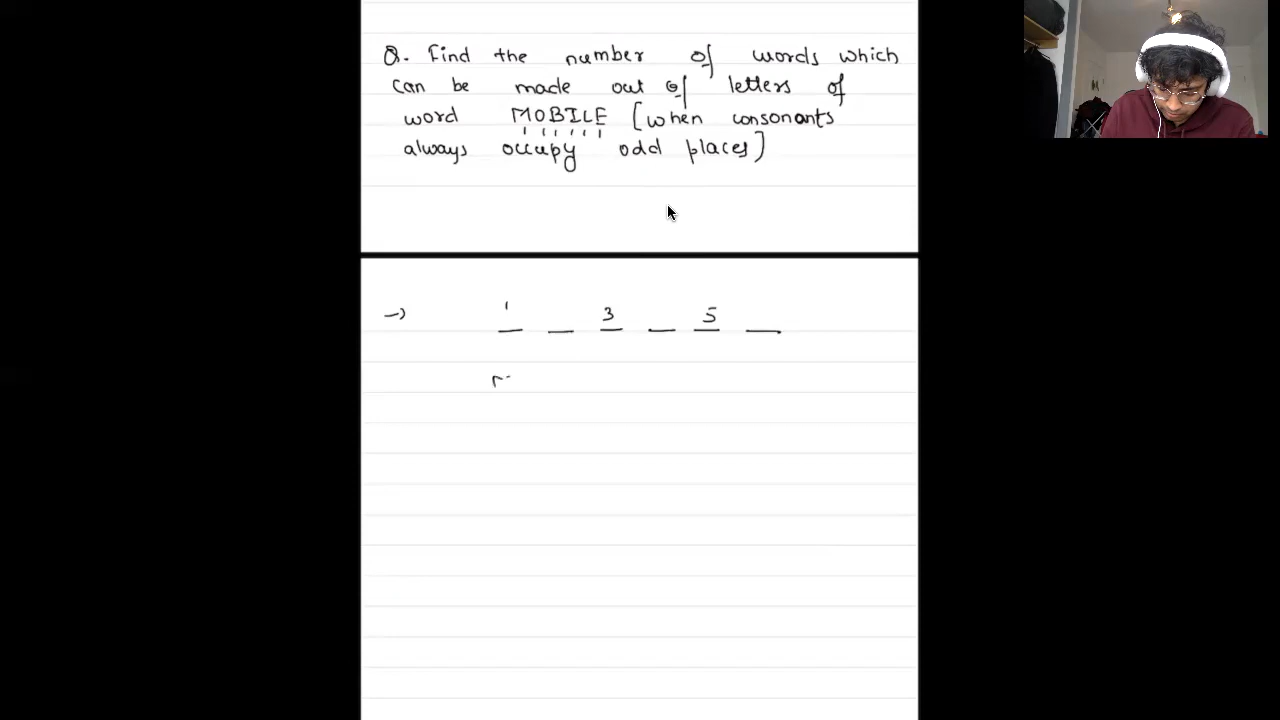 Q. Find the number of words which
can be made out of letters of
word MOBILE [when consonants
always occupy odd places]
→ 1 3 5